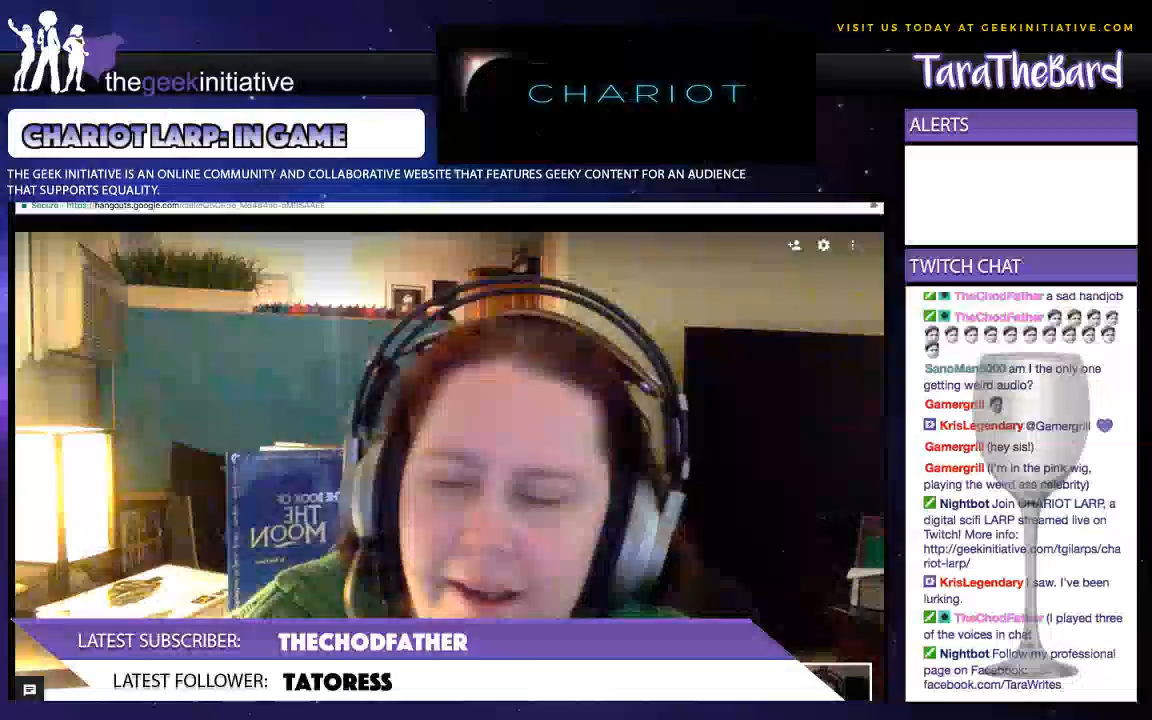 VISIT US TODAY AT GEEKINITIATIVE.COM
thegeekinitiative
CHARIOT
TaraTheBard
CHARIOT LARP: IN GAME
THE GEEK INITIATIVE IS AN ONLINE COMMUNITY AND COLLABORATIVE WEBSITE THAT FEATURES GEEKY CONTENT FOR AN AUDIENCE
THAT SUPPORTS EQUALITY.
Secure
https://hangouts.google.com
THE BOOK OF
THE
MOON
LATEST SUBSCRIBER: THECHODFATHER
LATEST FOLLOWER: TATORESS
ALERTS
TWITCH CHAT
TheChodFather a sad handjob
TheChodFather
SanoMan5000 am I the only one
getting weird audio?
Gamergrill
KrisLegendary @Gamergrill
Gamergrill (hey sis!)
Gamergrill (i'm in the pink wig,
playing the weird ass celebrity)
Nightbot Join CHARIOT LARP, a
digital scifi LARP streamed live on
Twitch! More info:
http://geekinitiative.com/tgilarps/cha
riot-larp/
KrisLegendary I saw. I've been
lurking.
TheChodFather (I played three
of the voices in chat
Nightbot Follow my professional
page on Facebook:
facebook.com/TaraWrites